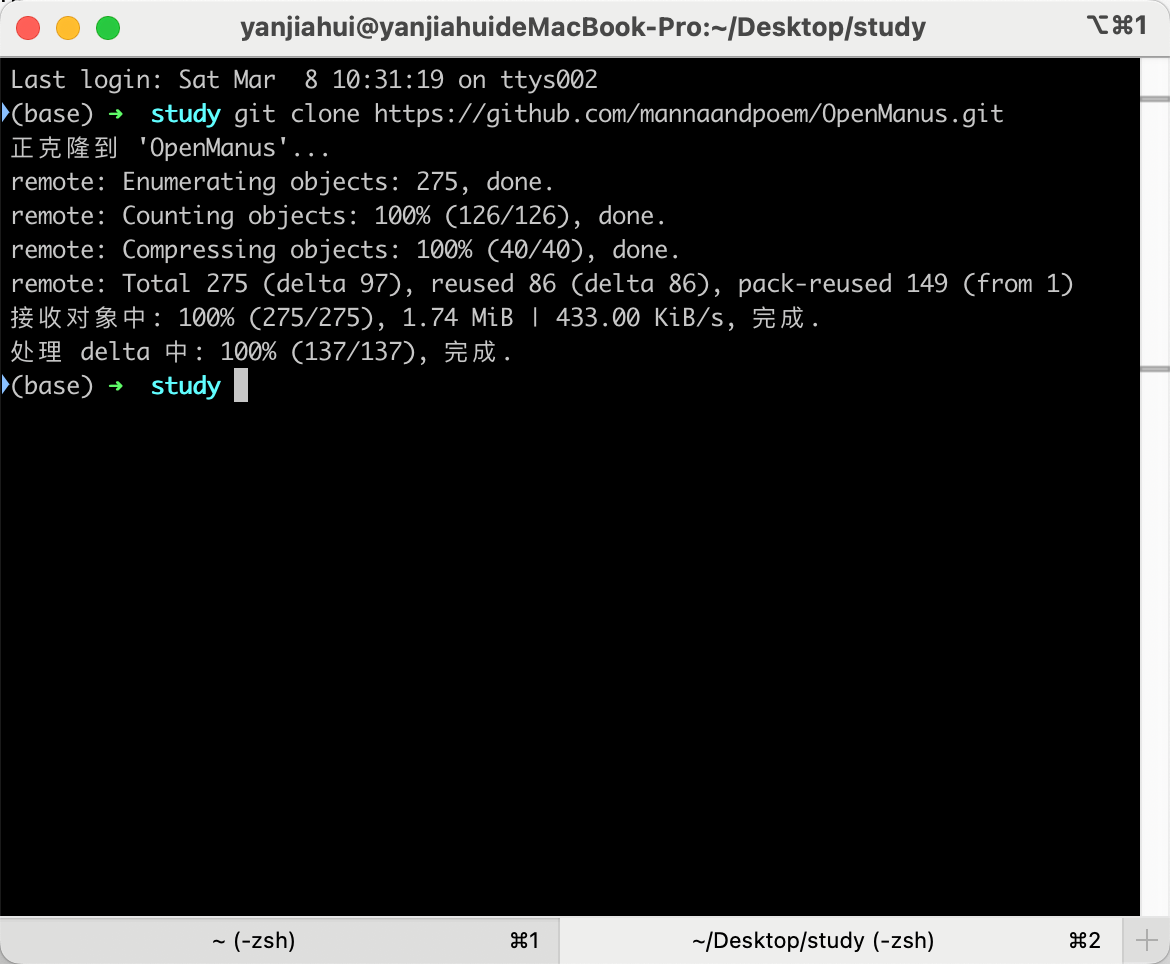 yanjiahui@yanjiahuideMacBook-Pro:~/Desktop/study
⌥⌘1
Last login: Sat Mar  8 10:31:19 on ttys002
(base) ➜  study git clone https://github.com/mannaandpoem/OpenManus.git
正克隆到 'OpenManus'...
remote: Enumerating objects: 275, done.
remote: Counting objects: 100% (126/126), done.
remote: Compressing objects: 100% (40/40), done.
remote: Total 275 (delta 97), reused 86 (delta 86), pack-reused 149 (from 1)
接收对象中: 100% (275/275), 1.74 MiB | 433.00 KiB/s, 完成.
处理 delta 中: 100% (137/137), 完成.
(base) ➜  study
~ (-zsh) ⌘1
~/Desktop/study (-zsh) ⌘2